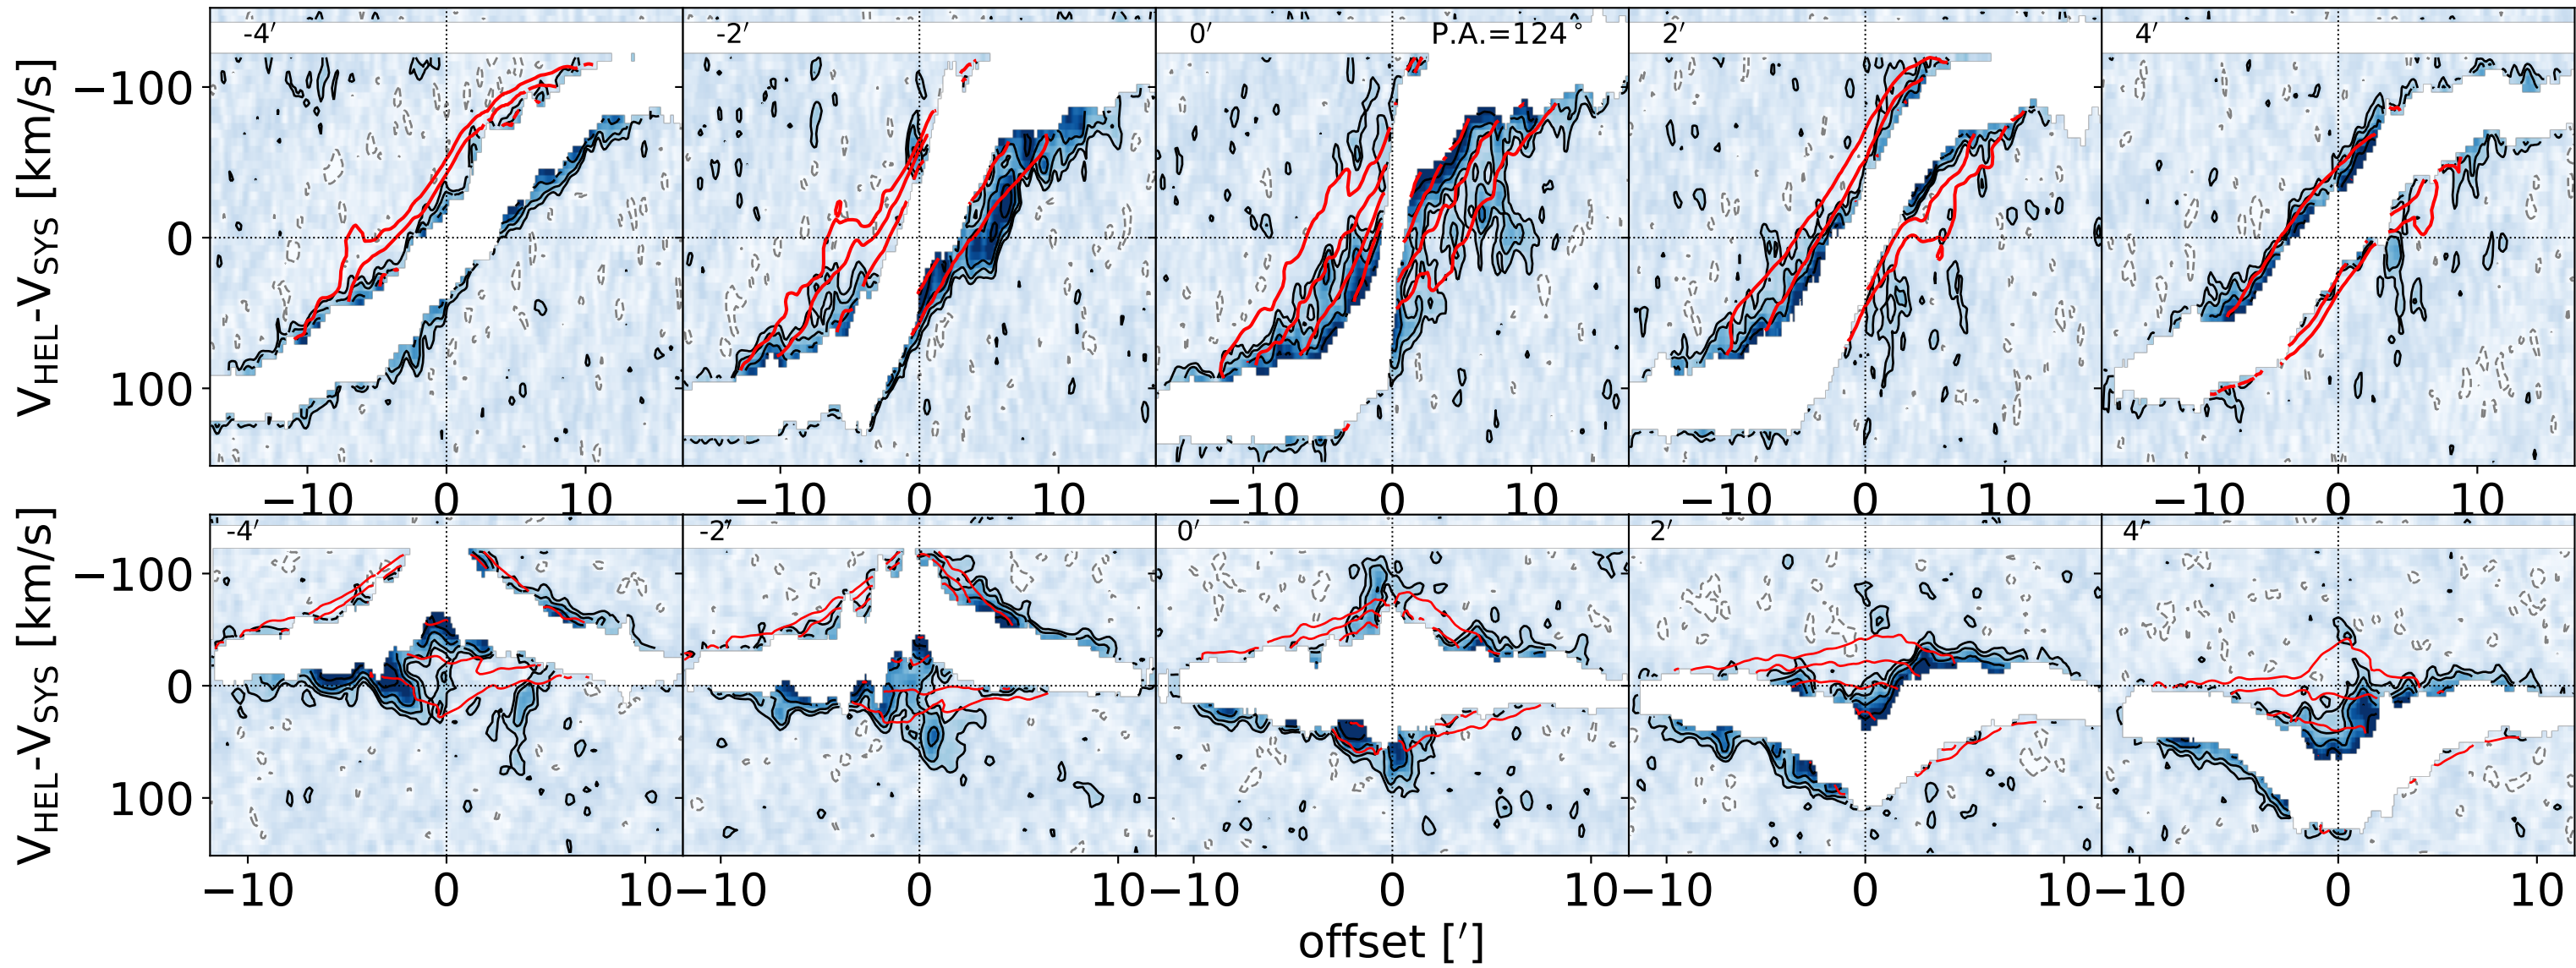 -4′ -2′ 0′ P.A.=124° 2′ 4′
V_HEL-V_SYS [km/s]
−100
0
100
−10 0 10 −10 0 10 −10 0 10 −10 0 10 −10 0 10
-4′ -2′ 0′ 2′ 4′
V_HEL-V_SYS [km/s]
−100
0
100
−10 0 10 −10 0 10 −10 0 10 −10 0 10 −10 0 10
offset [′]